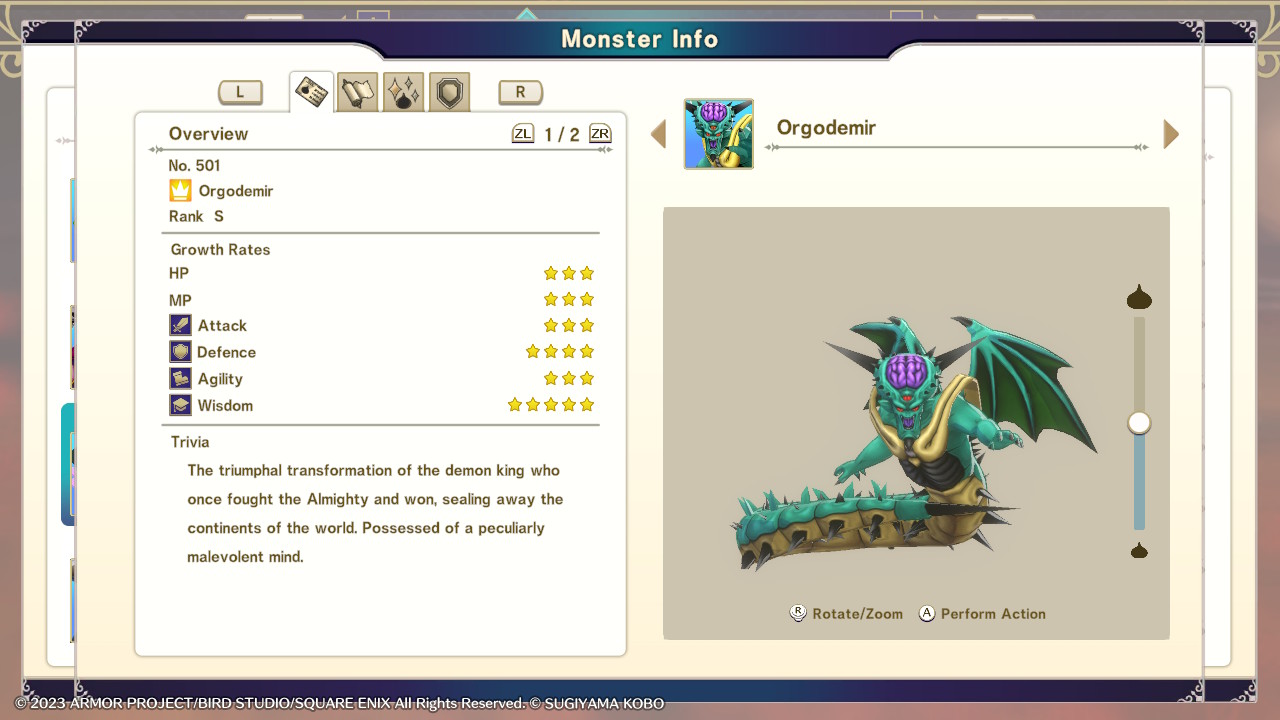 Monster Info
L
R
Overview
ZL 1 / 2 ZR
No. 501
Orgodemir
Rank S
Growth Rates
HP
MP
Attack
Defence
Agility
Wisdom
Trivia
The triumphal transformation of the demon king who
once fought the Almighty and won, sealing away the
continents of the world. Possessed of a peculiarly
malevolent mind.
Orgodemir
R Rotate/Zoom A Perform Action
© 2023 ARMOR PROJECT/BIRD STUDIO/SQUARE ENIX All Rights Reserved. © SUGIYAMA KOBO